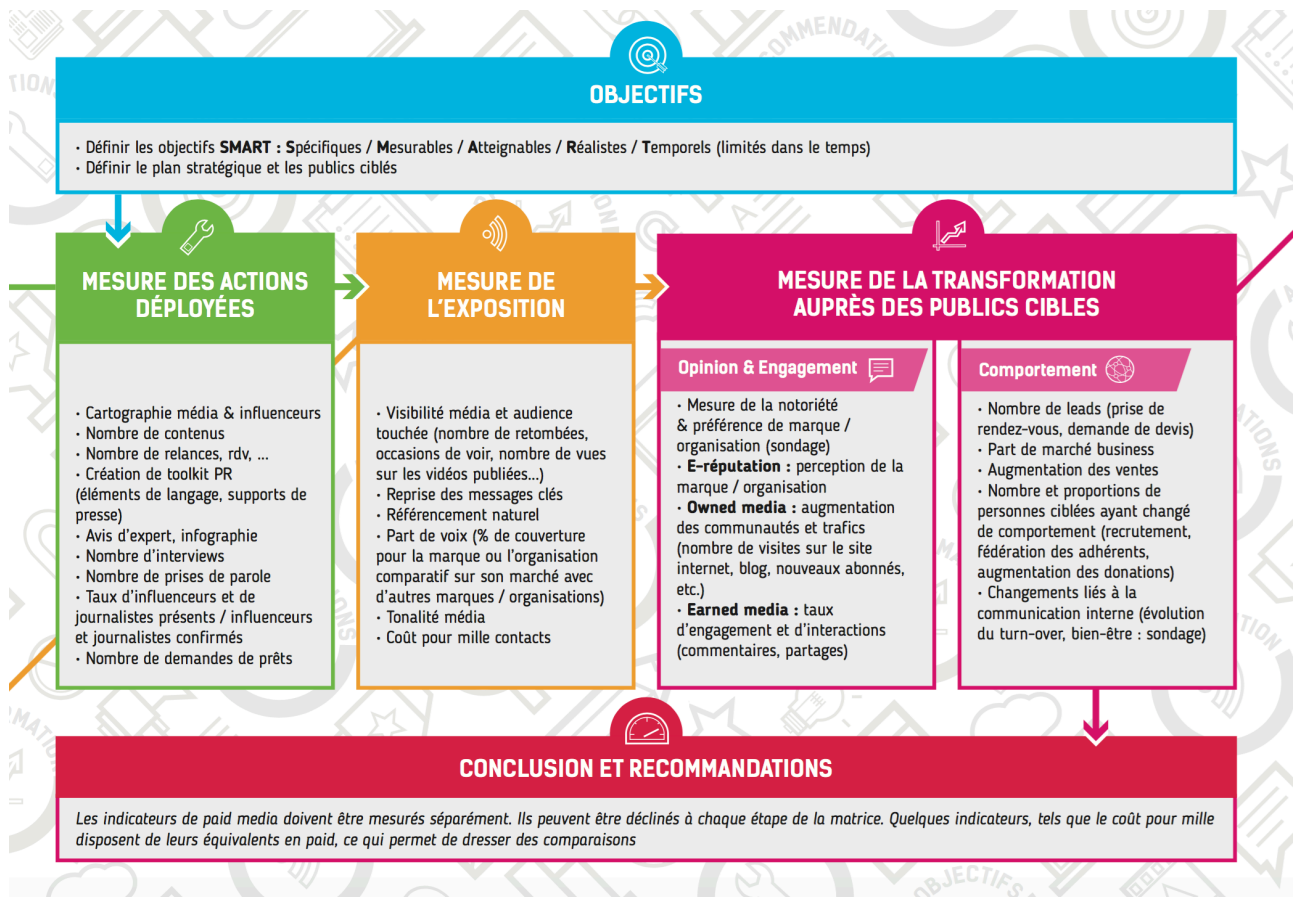 OBJECTIFS
· Définir les objectifs SMART : Spécifiques / Mesurables / Atteignables / Réalistes / Temporels (limités dans le temps)
· Définir le plan stratégique et les publics ciblés
MESURE DES ACTIONS
DÉPLOYÉES
· Cartographie média & influenceurs
· Nombre de contenus
· Nombre de relances, rdv, ...
· Création de toolkit PR
(éléments de langage, supports de
presse)
· Avis d'expert, infographie
· Nombre d'interviews
· Nombre de prises de parole
· Taux d'influenceurs et de
journalistes présents / influenceurs
et journalistes confirmés
· Nombre de demandes de prêts
MESURE DE
L'EXPOSITION
· Visibilité média et audience
touchée (nombre de retombées,
occasions de voir, nombre de vues
sur les vidéos publiées...)
· Reprise des messages clés
· Référencement naturel
· Part de voix (% de couverture
pour la marque ou l'organisation
comparatif sur son marché avec
d'autres marques / organisations)
· Tonalité média
· Coût pour mille contacts
MESURE DE LA TRANSFORMATION
AUPRÈS DES PUBLICS CIBLES
Opinion & Engagement
· Mesure de la notoriété
& préférence de marque /
organisation (sondage)
· E-réputation : perception de la
marque / organisation
· Owned media : augmentation
des communautés et trafics
(nombre de visites sur le site
internet, blog, nouveaux abonnés,
etc.)
· Earned media : taux
d'engagement et d'interactions
(commentaires, partages)
Comportement
· Nombre de leads (prise de
rendez-vous, demande de devis)
· Part de marché business
· Augmentation des ventes
· Nombre et proportions de
personnes ciblées ayant changé
de comportement (recrutement,
fédération des adhérents,
augmentation des donations)
· Changements liés à la
communication interne (évolution
du turn-over, bien-être : sondage)
CONCLUSION ET RECOMMANDATIONS
Les indicateurs de paid media doivent être mesurés séparément. Ils peuvent être déclinés à chaque étape de la matrice. Quelques indicateurs, tels que le coût pour mille
disposent de leurs équivalents en paid, ce qui permet de dresser des comparaisons